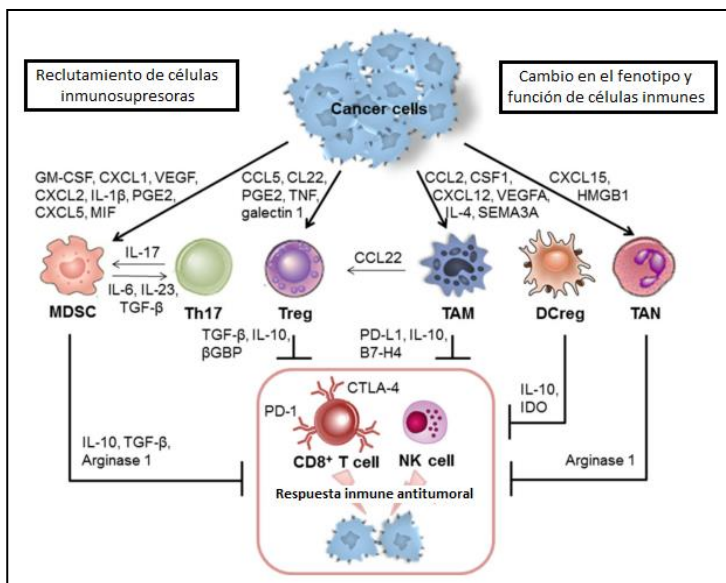 Reclutamiento de células
inmunosupresoras
Cancer cells
Cambio en el fenotipo y
función de células inmunes
GM-CSF, CXCL1, VEGF,
CXCL2, IL-1β, PGE2,
CXCL5, MIF
CCL5, CL22,
PGE2, TNF,
galectin 1
CCL2, CSF1,
CXCL12, VEGFA,
IL-4, SEMA3A
CXCL15,
HMGB1
IL-17
IL-6, IL-23,
TGF-β
CCL22
MDSC
Th17
Treg
TAM
DCreg
TAN
TGF-β, IL-10,
βGBP
PD-L1, IL-10,
B7-H4
CTLA-4
PD-1
CD8⁺ T cell
NK cell
IL-10,
IDO
IL-10, TGF-β,
Arginase 1
Arginase 1
Respuesta inmune antitumoral